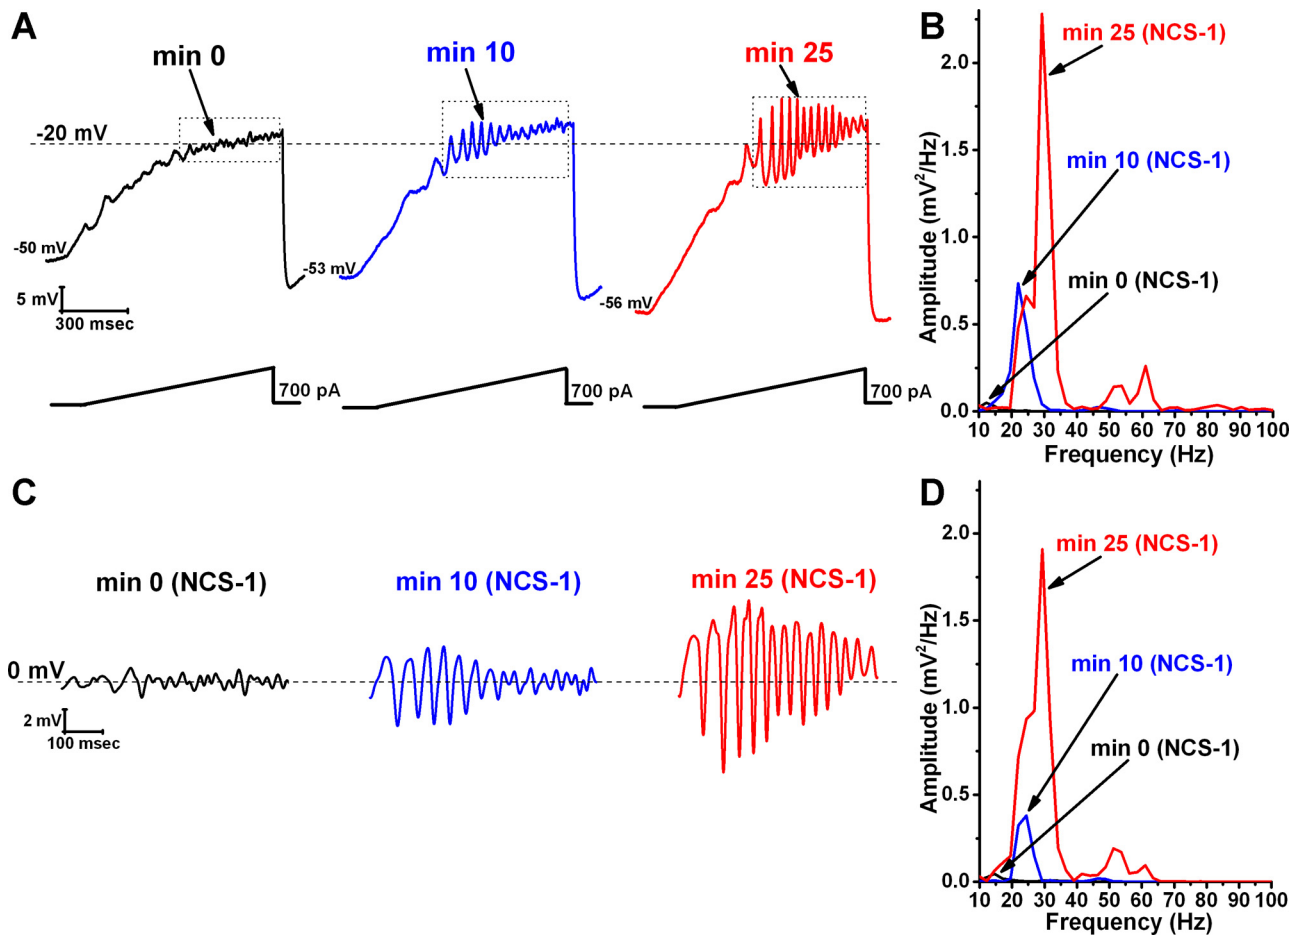 A
min 0
min 10
min 25
-20 mV
-50 mV
-53 mV
-56 mV
5 mV
300 msec
700 pA
700 pA
700 pA
B
Amplitude (mV²/Hz)
2.0
1.5
1.0
0.5
0.0
min 25 (NCS-1)
min 10 (NCS-1)
min 0 (NCS-1)
10 20 30 40 50 60 70 80 90 100
Frequency (Hz)
C
min 0 (NCS-1)
min 10 (NCS-1)
min 25 (NCS-1)
0 mV
2 mV
100 msec
D
Amplitude (mV²/Hz)
2.0
1.5
1.0
0.5
0.0
min 25 (NCS-1)
min 10 (NCS-1)
min 0 (NCS-1)
10 20 30 40 50 60 70 80 90 100
Frequency (Hz)